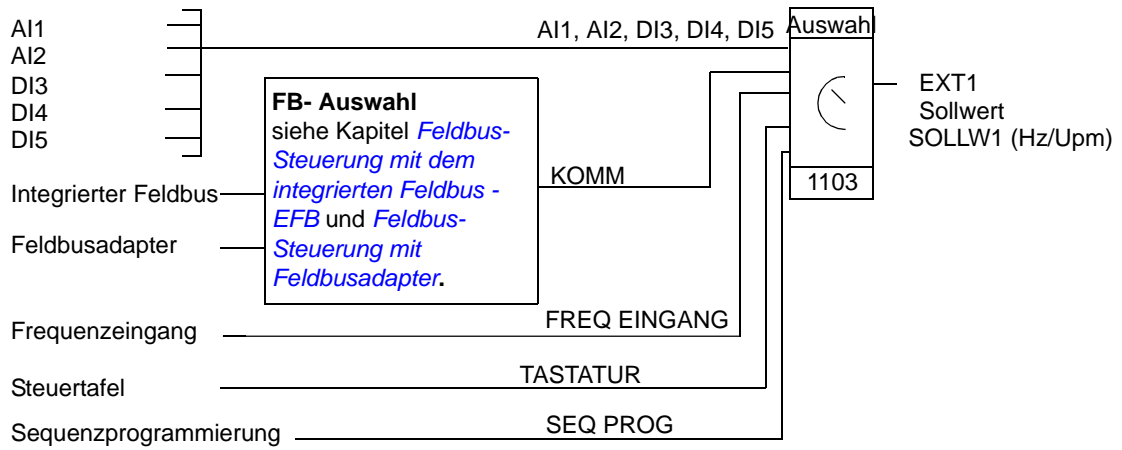 AI1
AI2
DI3
DI4
DI5
AI1, AI2, DI3, DI4, DI5
Auswahl
EXT1
Sollwert
SOLLW1 (Hz/Upm)
1103
FB- Auswahl
siehe Kapitel Feldbus-
Steuerung mit dem
integrierten Feldbus -
EFB und Feldbus-
Steuerung mit
Feldbusadapter.
KOMM
Integrierter Feldbus
Feldbusadapter
Frequenzeingang
FREQ EINGANG
Steuertafel
TASTATUR
Sequenzprogrammierung
SEQ PROG